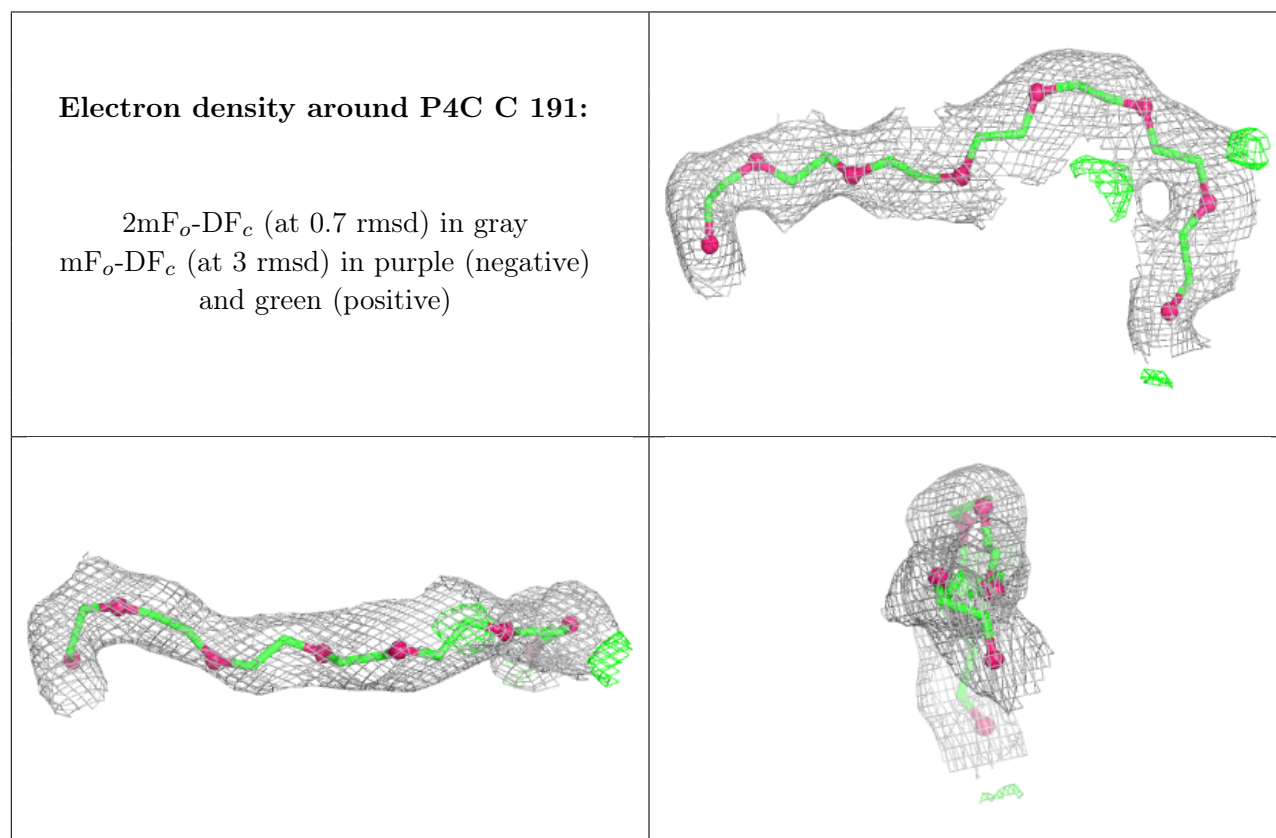 Electron density around P4C C 191:
2mFo-DFc (at 0.7 rmsd) in gray
mFo-DFc (at 3 rmsd) in purple (negative)
and green (positive)